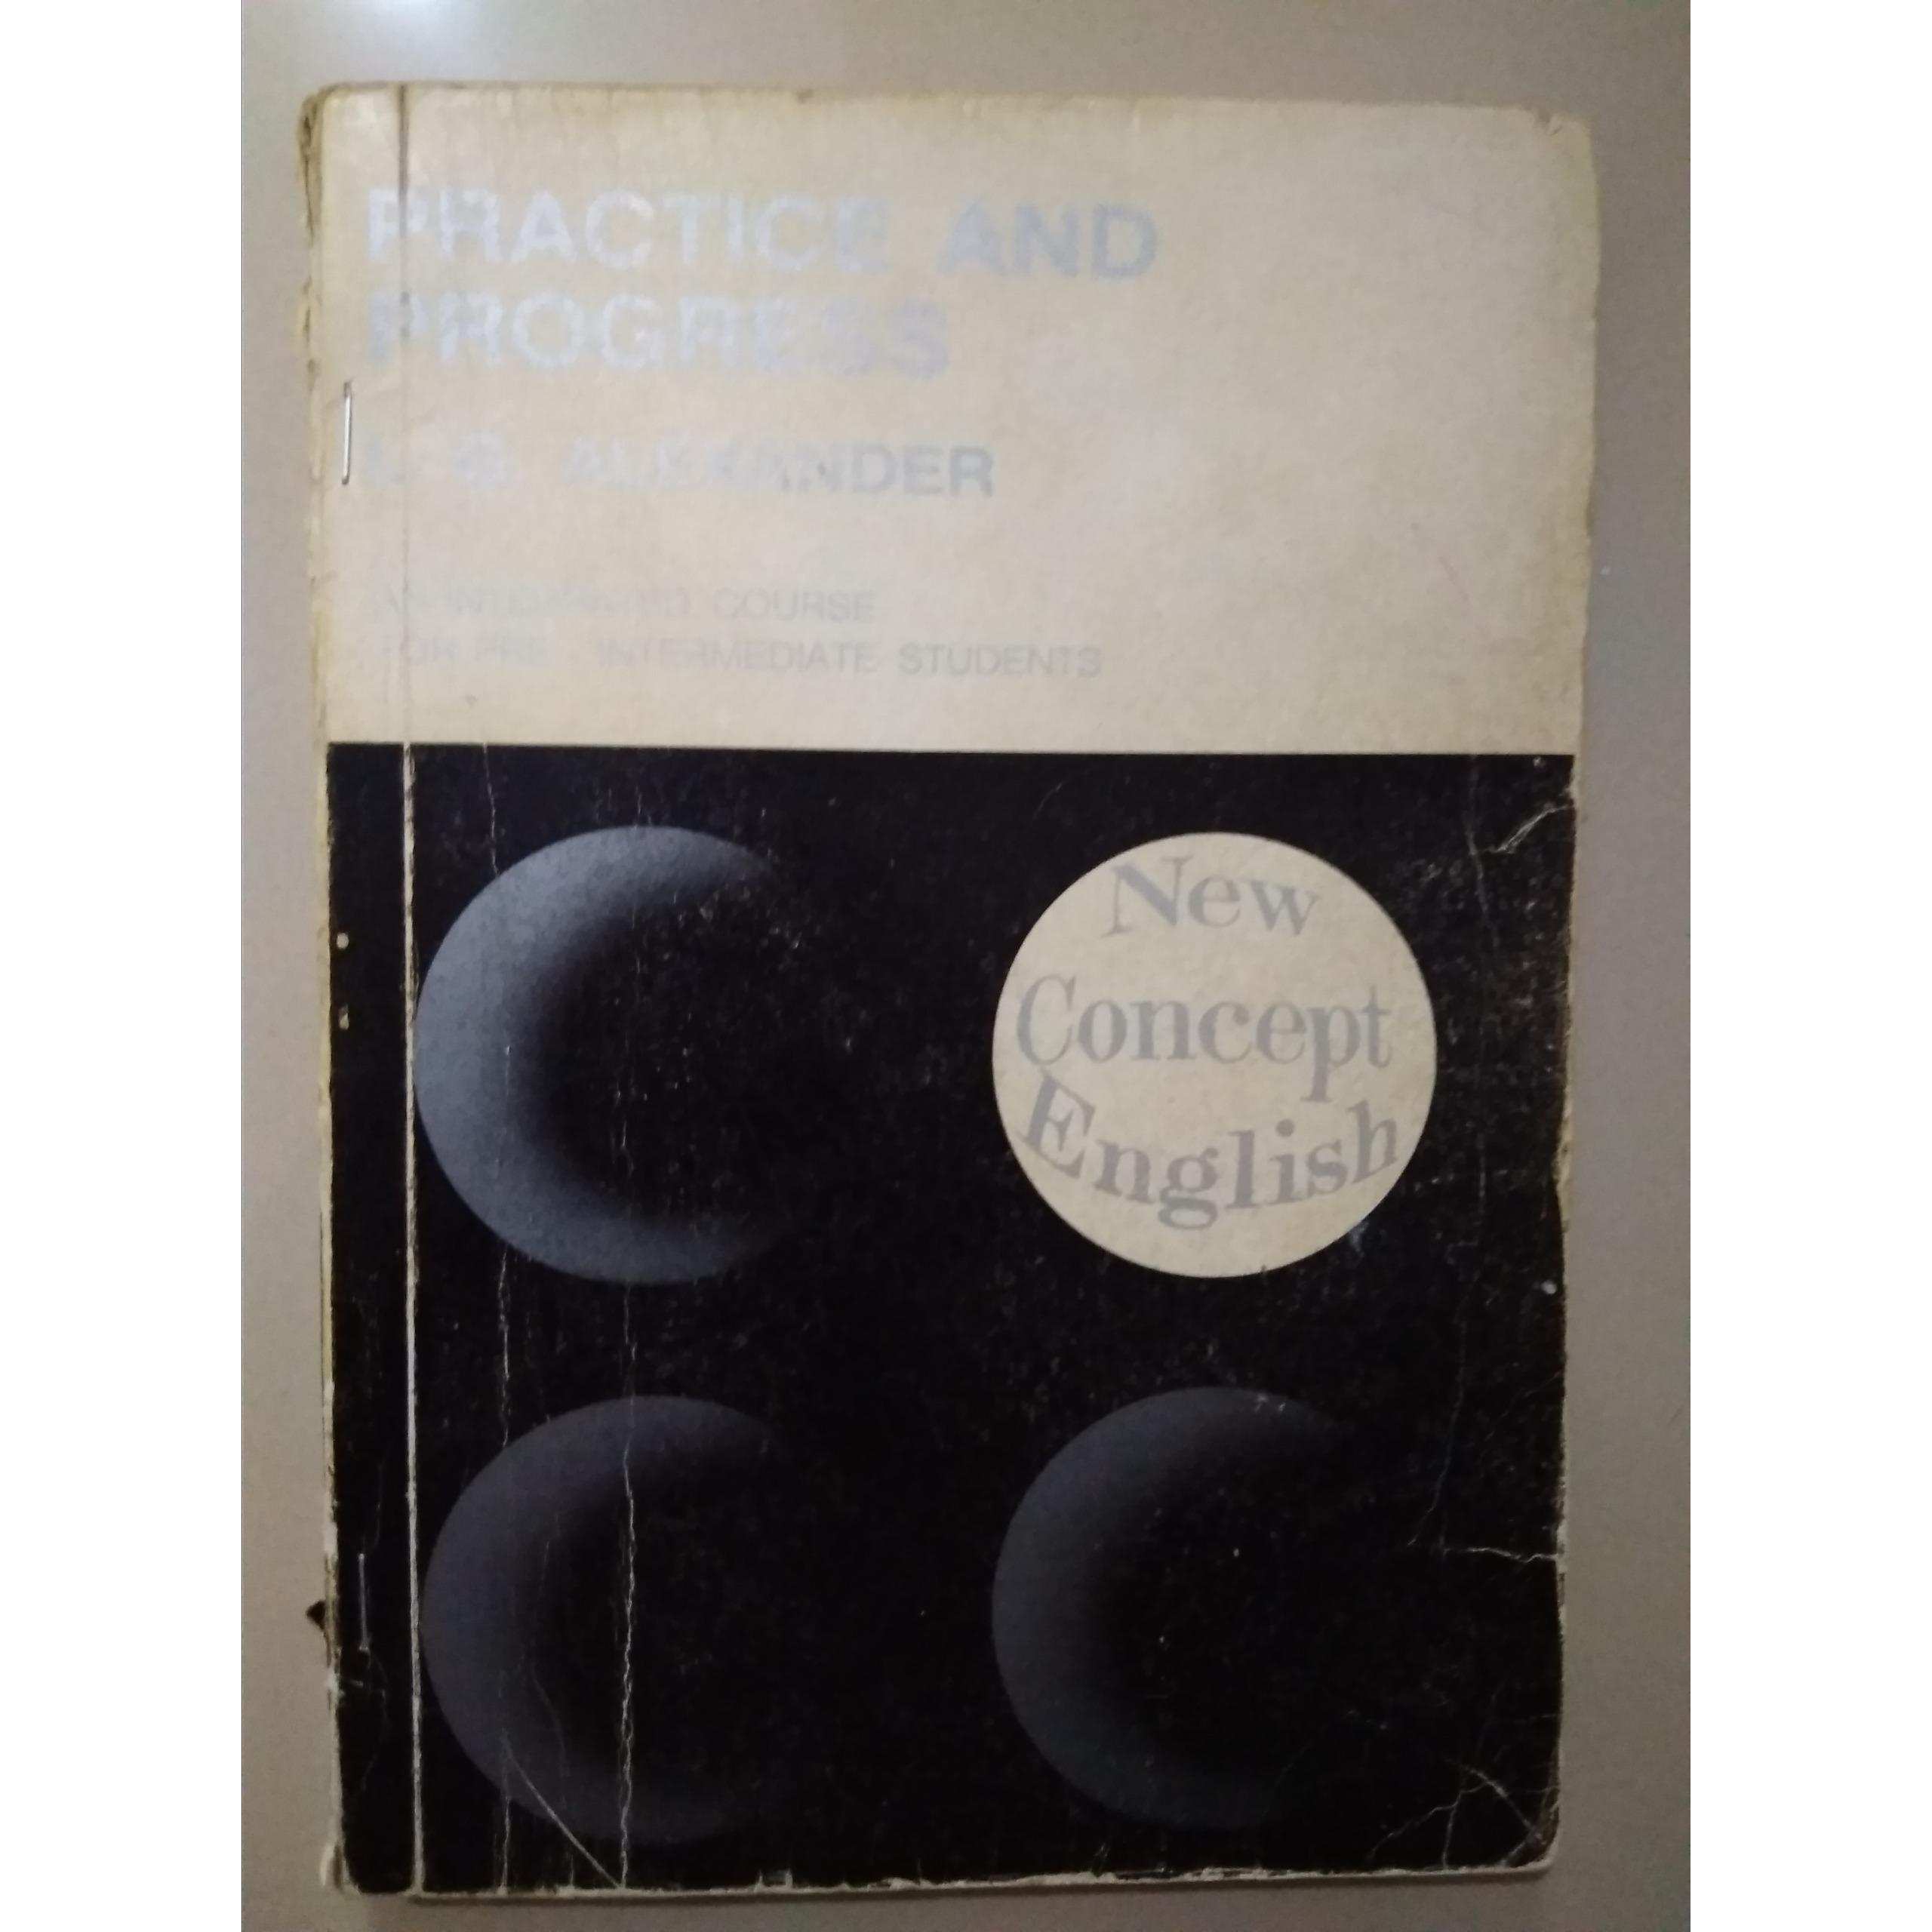 PRACTICE AND
PROGRESS
L. G. ALEXANDER
AN INTEGRATED COURSE
FOR PRE - INTERMEDIATE STUDENTS
New
Concept
English